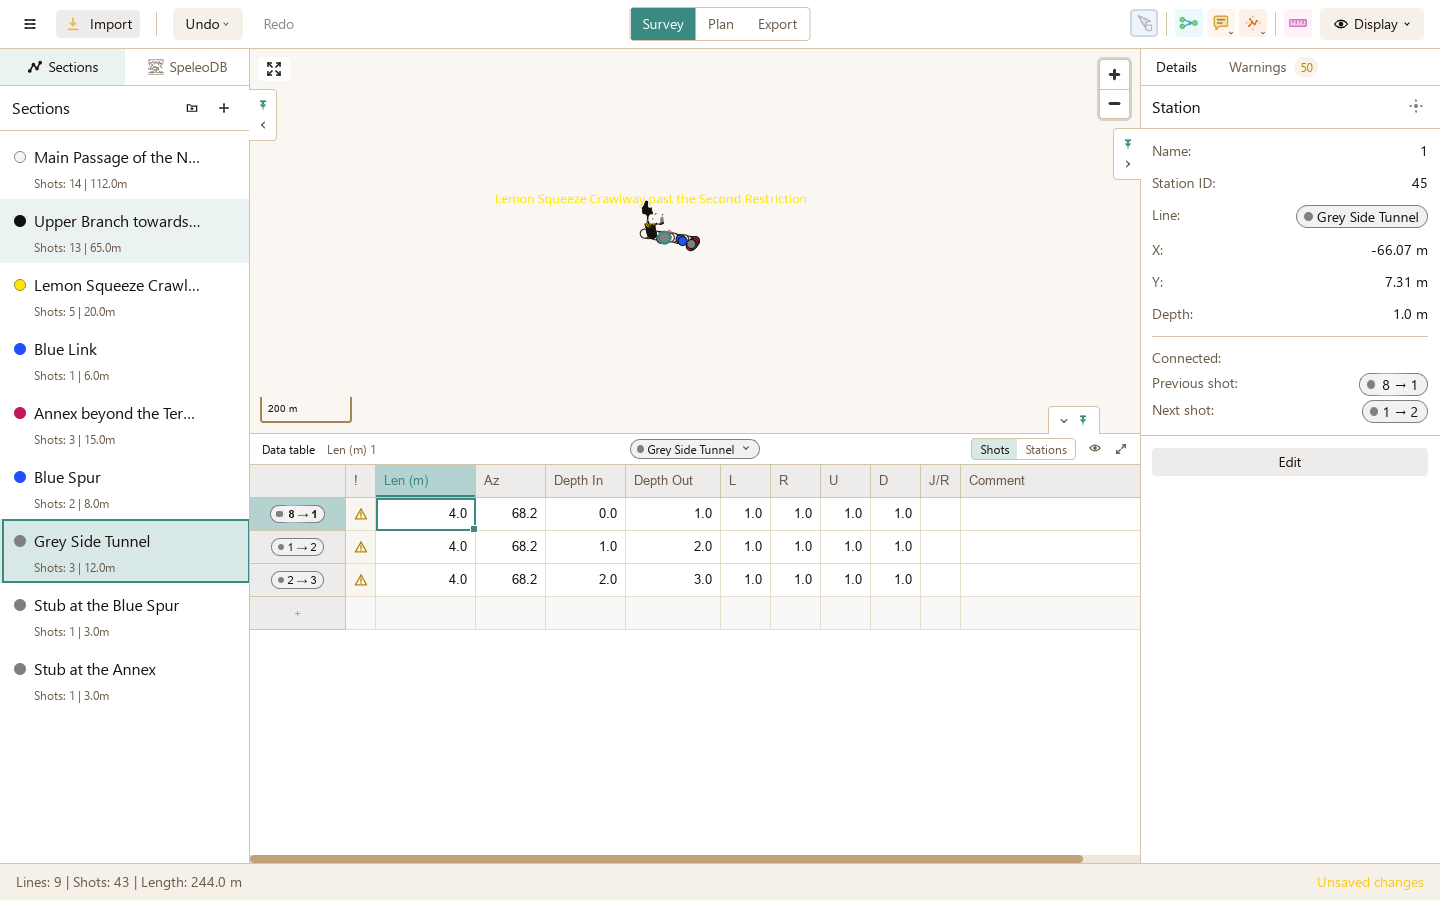 Import
Undo
Redo
Survey
Plan
Export
Display
Sections
SpeleoDB
Sections
Main Passage of the N...
Shots: 14 | 112.0m
Upper Branch towards...
Shots: 13 | 65.0m
Lemon Squeeze Crawl...
Shots: 5 | 20.0m
Blue Link
Shots: 1 | 6.0m
Annex beyond the Ter...
Shots: 3 | 15.0m
Blue Spur
Shots: 2 | 8.0m
Grey Side Tunnel
Shots: 3 | 12.0m
Stub at the Blue Spur
Shots: 1 | 3.0m
Stub at the Annex
Shots: 1 | 3.0m
Lemon Squeeze Crawlway past the Second Restriction
200 m
Data table Len (m) 1
Grey Side Tunnel
Shots Stations
! Len (m) Az Depth In Depth Out L R U D J/R Comment
8 → 1 4.0 68.2 0.0 1.0 1.0 1.0 1.0 1.0
1 → 2 4.0 68.2 1.0 2.0 1.0 1.0 1.0 1.0
2 → 3 4.0 68.2 2.0 3.0 1.0 1.0 1.0 1.0
+
Details
Warnings 50
Station
Name: 1
Station ID: 45
Line: Grey Side Tunnel
X: -66.07 m
Y: 7.31 m
Depth: 1.0 m
Connected:
Previous shot: 8 → 1
Next shot: 1 → 2
Edit
Lines: 9 | Shots: 43 | Length: 244.0 m
Unsaved changes